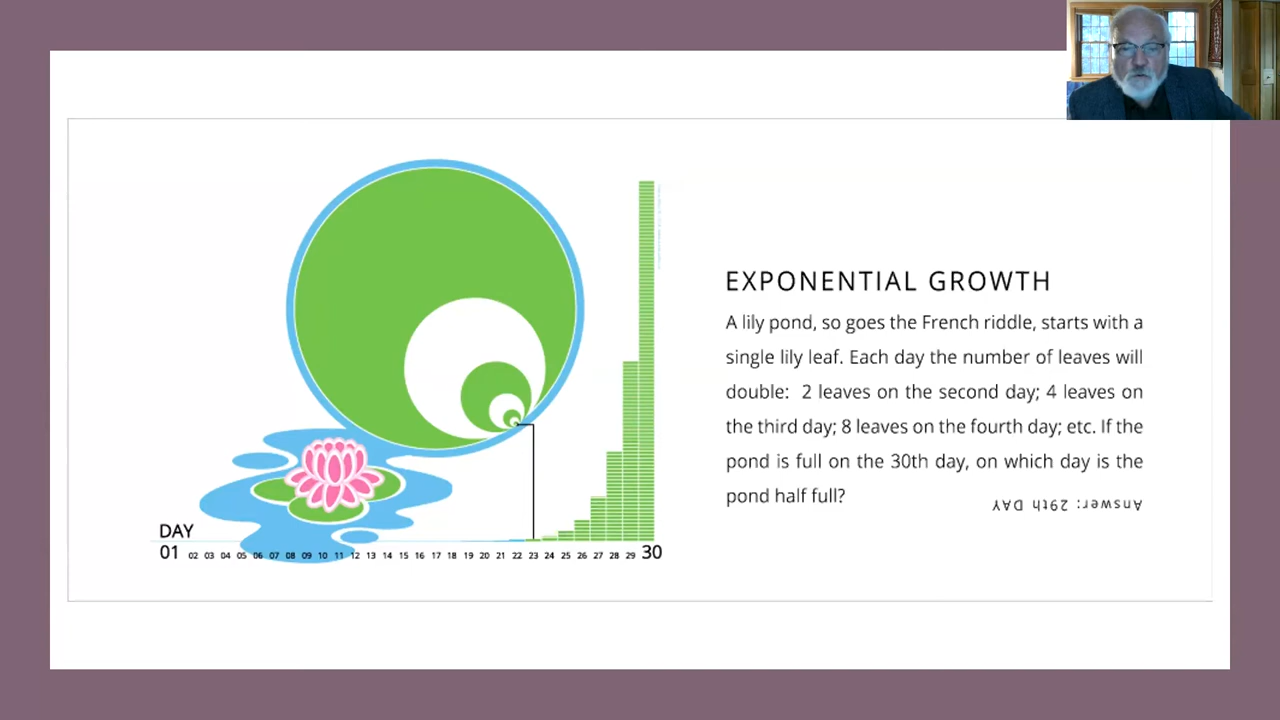 EXPONENTIAL GROWTH
A lily pond, so goes the French riddle, starts with a
single lily leaf. Each day the number of leaves will
double: 2 leaves on the second day; 4 leaves on
the third day; 8 leaves on the fourth day; etc. If the
pond is full on the 30th day, on which day is the
pond half full?
Answer: 29th DAY
DAY
01 02 03 04 05 06 07 08 09 10 11 12 13 14 15 16 17 18 19 20 21 22 23 24 25 26 27 28 29 30